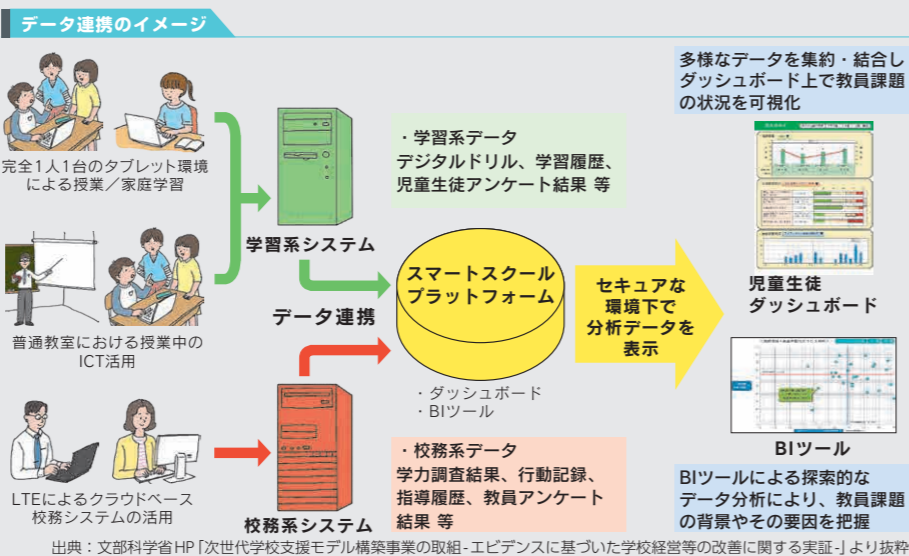 データ連携のイメージ
完全1人1台のタブレット環境
による授業／家庭学習
普通教室における授業中の
ICT活用
LTEによるクラウドベース
校務システムの活用
学習系システム
データ連携
校務系システム
・学習系データ
デジタルドリル、学習履歴、
児童生徒アンケート結果 等
スマートスクール
プラットフォーム
・ダッシュボード
・BIツール
・校務系データ
学力調査結果、行動記録、
指導履歴、教員アンケート
結果 等
セキュアな
環境下で
分析データを
表示
多様なデータを集約・結合し
ダッシュボード上で教員課題
の状況を可視化
児童生徒
ダッシュボード
BIツール
BIツールによる探索的な
データ分析により、教員課題
の背景やその要因を把握
出典：文部科学省HP「次世代学校支援モデル構築事業の取組-エビデンスに基づいた学校経営等の改善に関する実証-」より抜粋